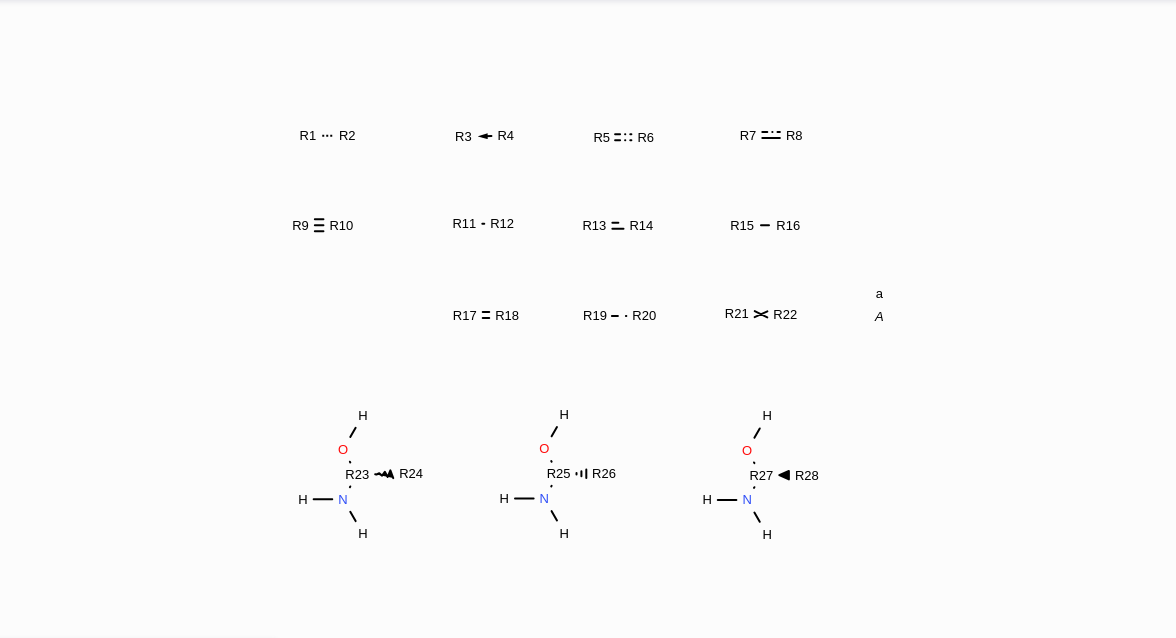 R1 R2
R3 R4
R5 R6
R7 R8
R9 R10
R11 R12
R13 R14
R15 R16
a
R17 R18
R19 R20
R21 R22
A
H
O
R23 R24
H N
H
H
O
R25 R26
H N
H
H
O
R27 R28
H N
H